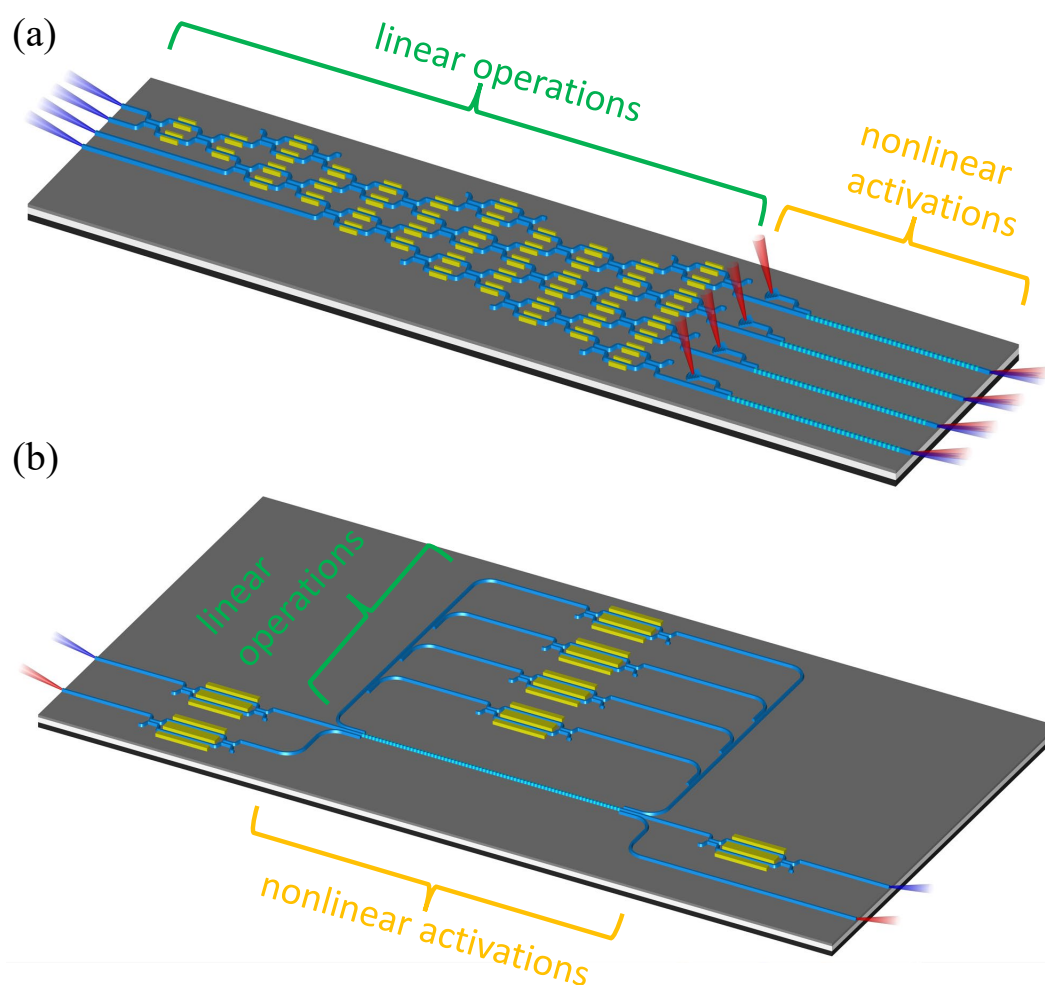 (a)
linear operations
nonlinear
activations
(b)
linear
operations
nonlinear activations